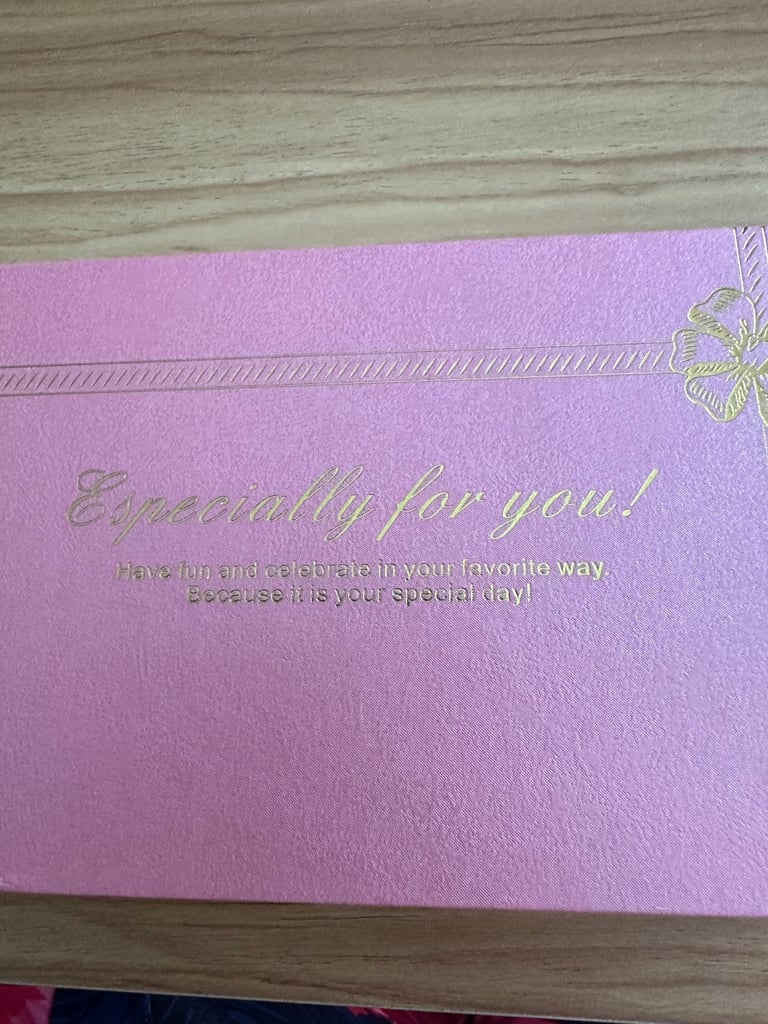 Especially for you!
Have fun and celebrate in your favorite way.
Because it is your special day!